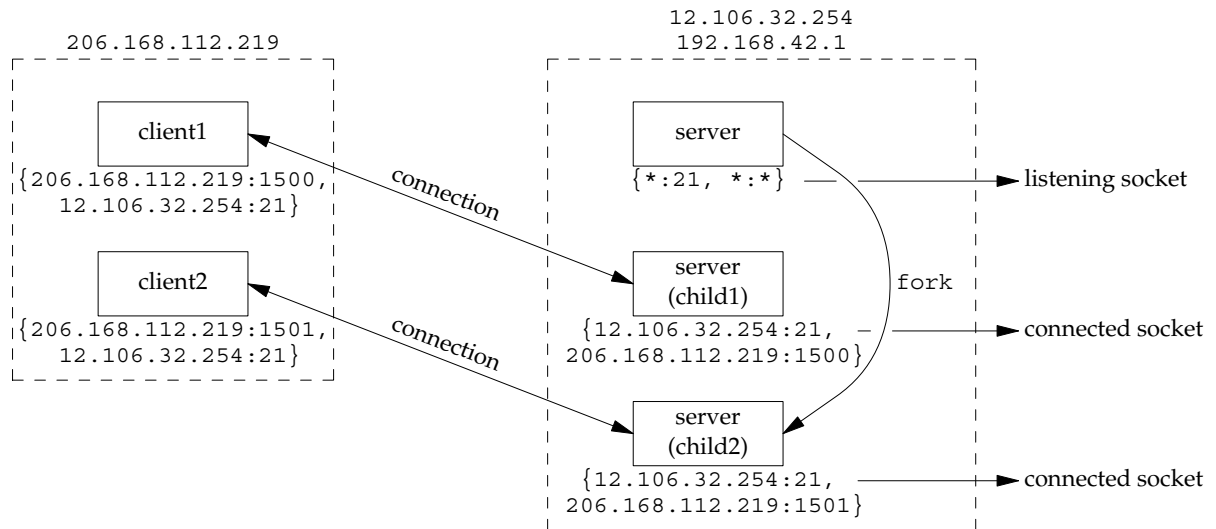 206.168.112.219
12.106.32.254
192.168.42.1
client1
{206.168.112.219:1500,
12.106.32.254:21}
connection
server
{*:21, *:*}
listening socket
client2
{206.168.112.219:1501,
12.106.32.254:21}
connection
server
(child1)
{12.106.32.254:21,
206.168.112.219:1500}
fork
connected socket
server
(child2)
{12.106.32.254:21,
206.168.112.219:1501}
connected socket